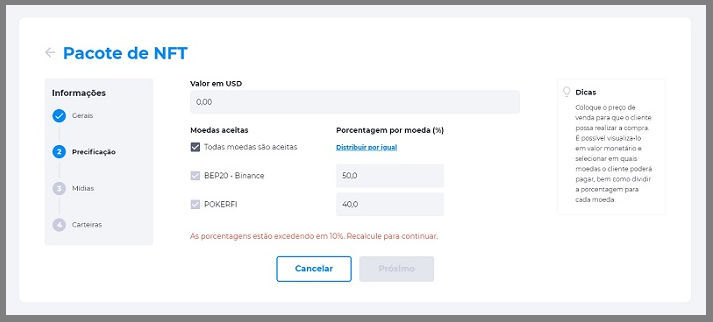 Pacote de NFT
Informações
Gerais
2 Precificação
3 Mídias
4 Carteiras
Valor em USD
0,00
Moedas aceitas
Porcentagem por moeda (%)
Todas moedas são aceitas
Distribuir por igual
BEP20 - Binance
50,0
POKERFI
40,0
As porcentagens estão excedendo em 10%. Recalcule para continuar.
Cancelar
Próximo
Dicas
Coloque o preço de
venda para que o cliente
possa realizar a compra.
É possível visualiza-lo
em valor monetário e
selecionar em quais
moedas o cliente poderá
pagar, bem como dividir
a porcentagem para
cada moeda.